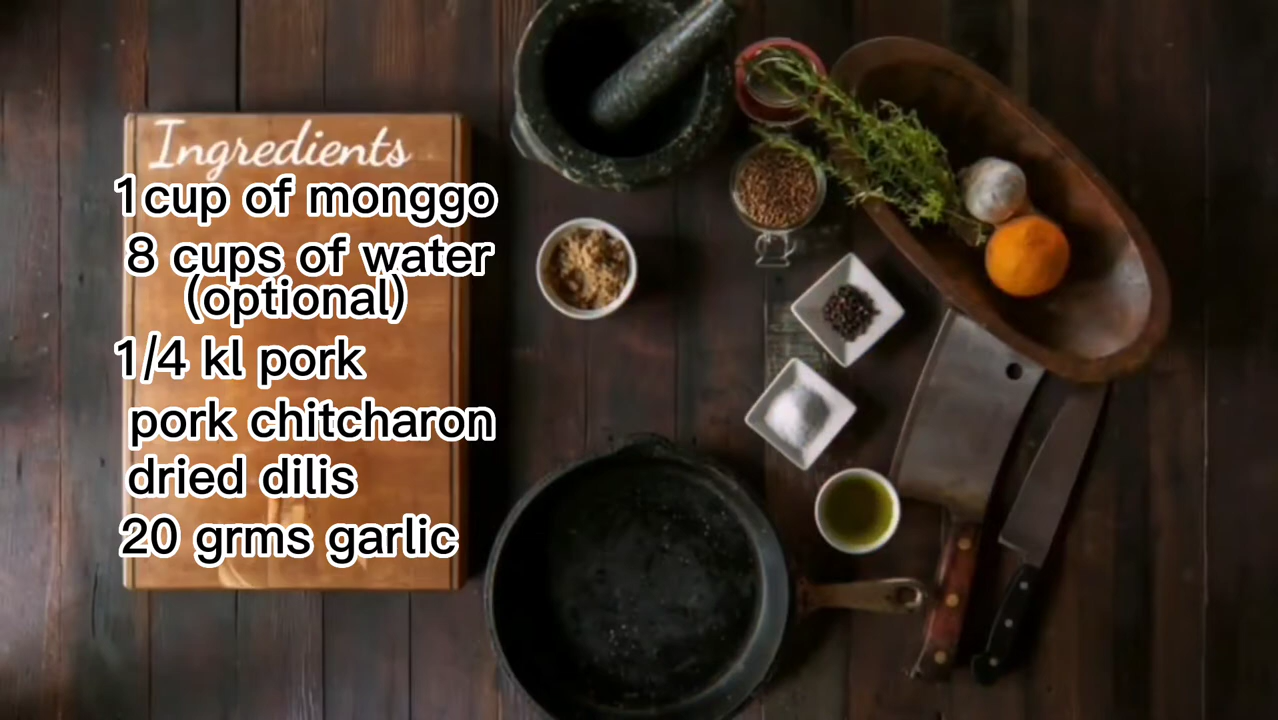 Ingredients
1cup of monggo
8 cups of water
(optional)
1/4 kl pork
pork chitcharon
dried dilis
20 grms garlic